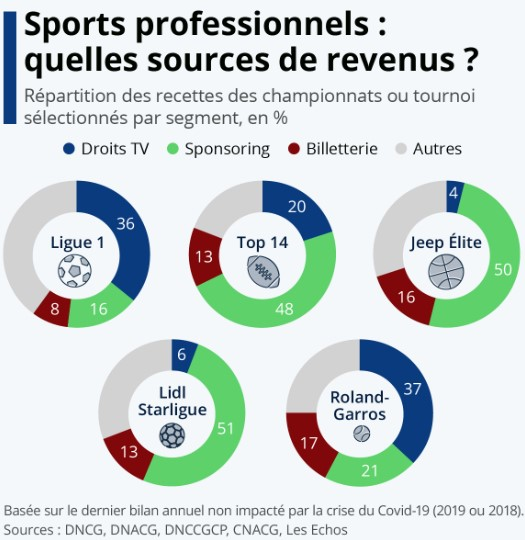 Sports professionnels :
quelles sources de revenus ?
Répartition des recettes des championnats ou tournoi
sélectionnés par segment, en %
Droits TV Sponsoring Billetterie Autres
Ligue 1
36
16
8
Top 14
20
48
13
Jeep Élite
4
50
16
Lidl
Starligue
6
51
13
Roland-
Garros
37
21
17
Basée sur le dernier bilan annuel non impacté par la crise du Covid-19 (2019 ou 2018).
Sources : DNCG, DNACG, DNCCGCP, CNACG, Les Echos